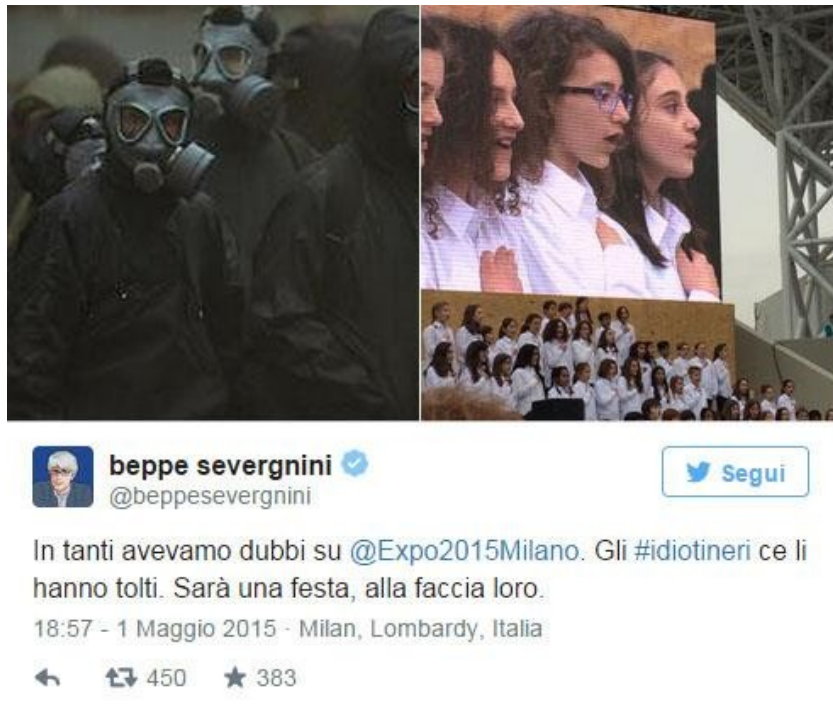 beppe severgnini
@beppesevergnini
Segui
In tanti avevamo dubbi su @Expo2015Milano. Gli #idiotineri ce li
hanno tolti. Sarà una festa, alla faccia loro.
18:57 - 1 Maggio 2015 · Milan, Lombardy, Italia
450 383